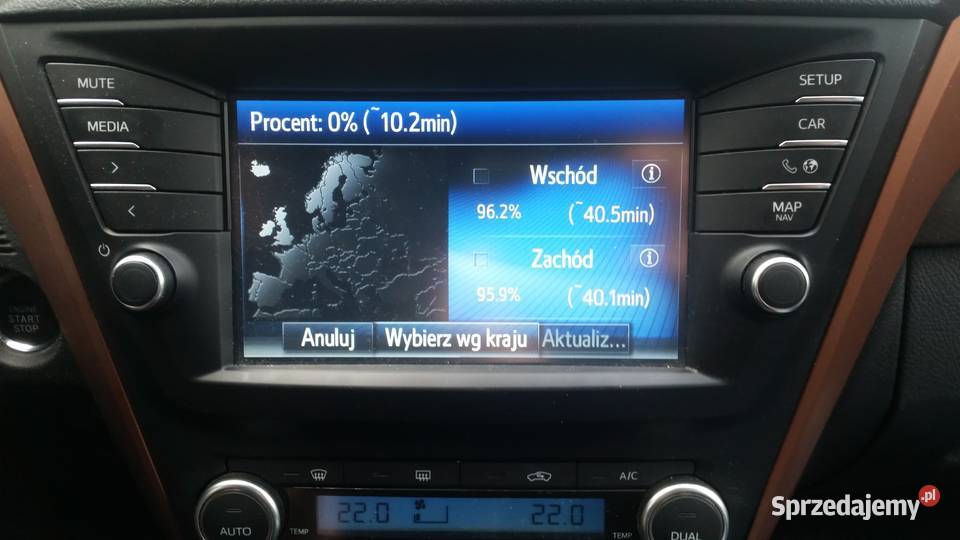 MUTE
MEDIA
>
<
SETUP
CAR
MAP
NAV
Procent: 0% (~10.2min)
Wschód
96.2% (~40.5min)
Zachód
95.9% (~40.1min)
Anuluj Wybierz wg kraju Aktualiz...
ENGINE
START
STOP
A/C
AUTO
TEMP
22.0
22.0
TEMP
DUAL
Sprzedajemy.pl